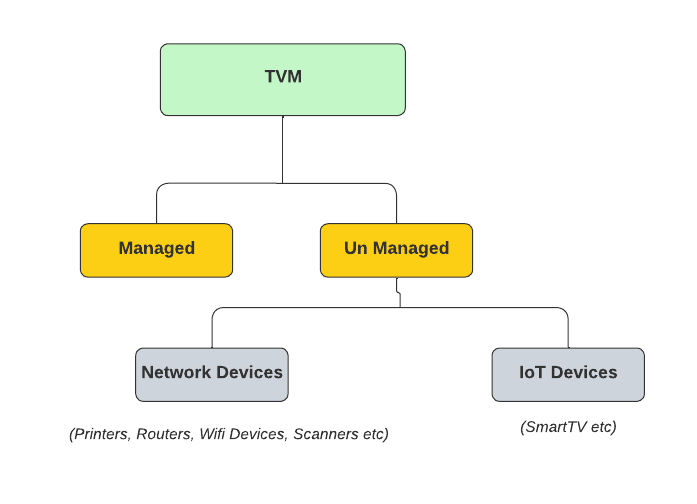 TVM
Managed
Un Managed
Network Devices
IoT Devices
(Printers, Routers, Wifi Devices, Scanners etc)
(SmartTV etc)